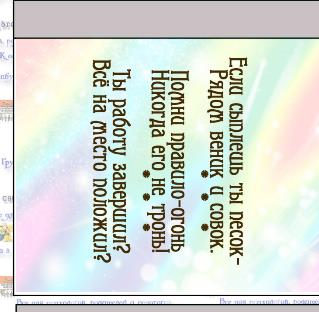 Если сыплешь ты песок-
Рядом веник и совок.
* * *
Помни правило-огонь
Никогда его не тронь!
* * *
Ты работу завершил?
Всё на место положил?